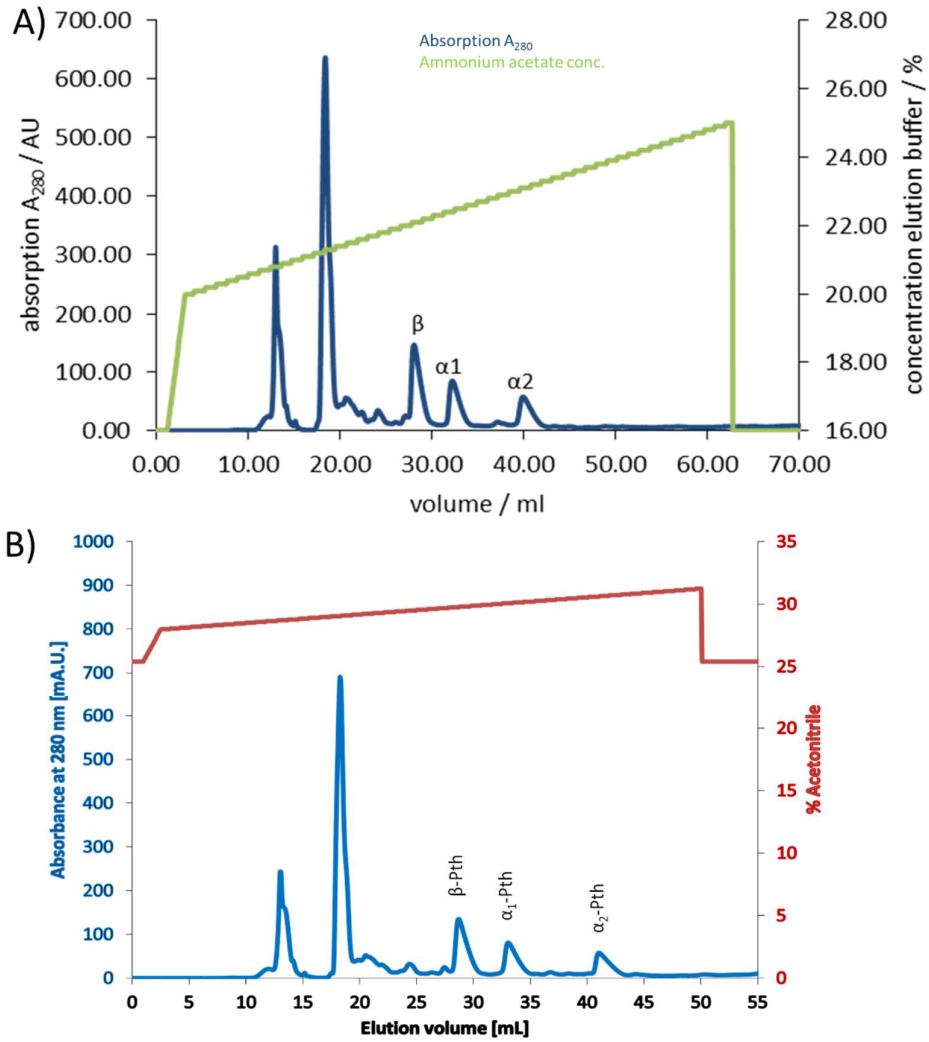 A)
Absorption A₂₈₀
Ammonium acetate conc.
absorption A₂₈₀ / AU
700.00
600.00
500.00
400.00
300.00
200.00
100.00
0.00
β
α1
α2
28.00
26.00
24.00
22.00
20.00
18.00
16.00
concentration elution buffer / %
0.00 10.00 20.00 30.00 40.00 50.00 60.00 70.00
volume / ml
B)
Absorbance at 280 nm [mA.U.]
1000
900
800
700
600
500
400
300
200
100
0
β-Pth
α₁-Pth
α₂-Pth
35
30
25
20
15
10
5
0
% Acetonitrile
0 5 10 15 20 25 30 35 40 45 50 55
Elution volume [mL]